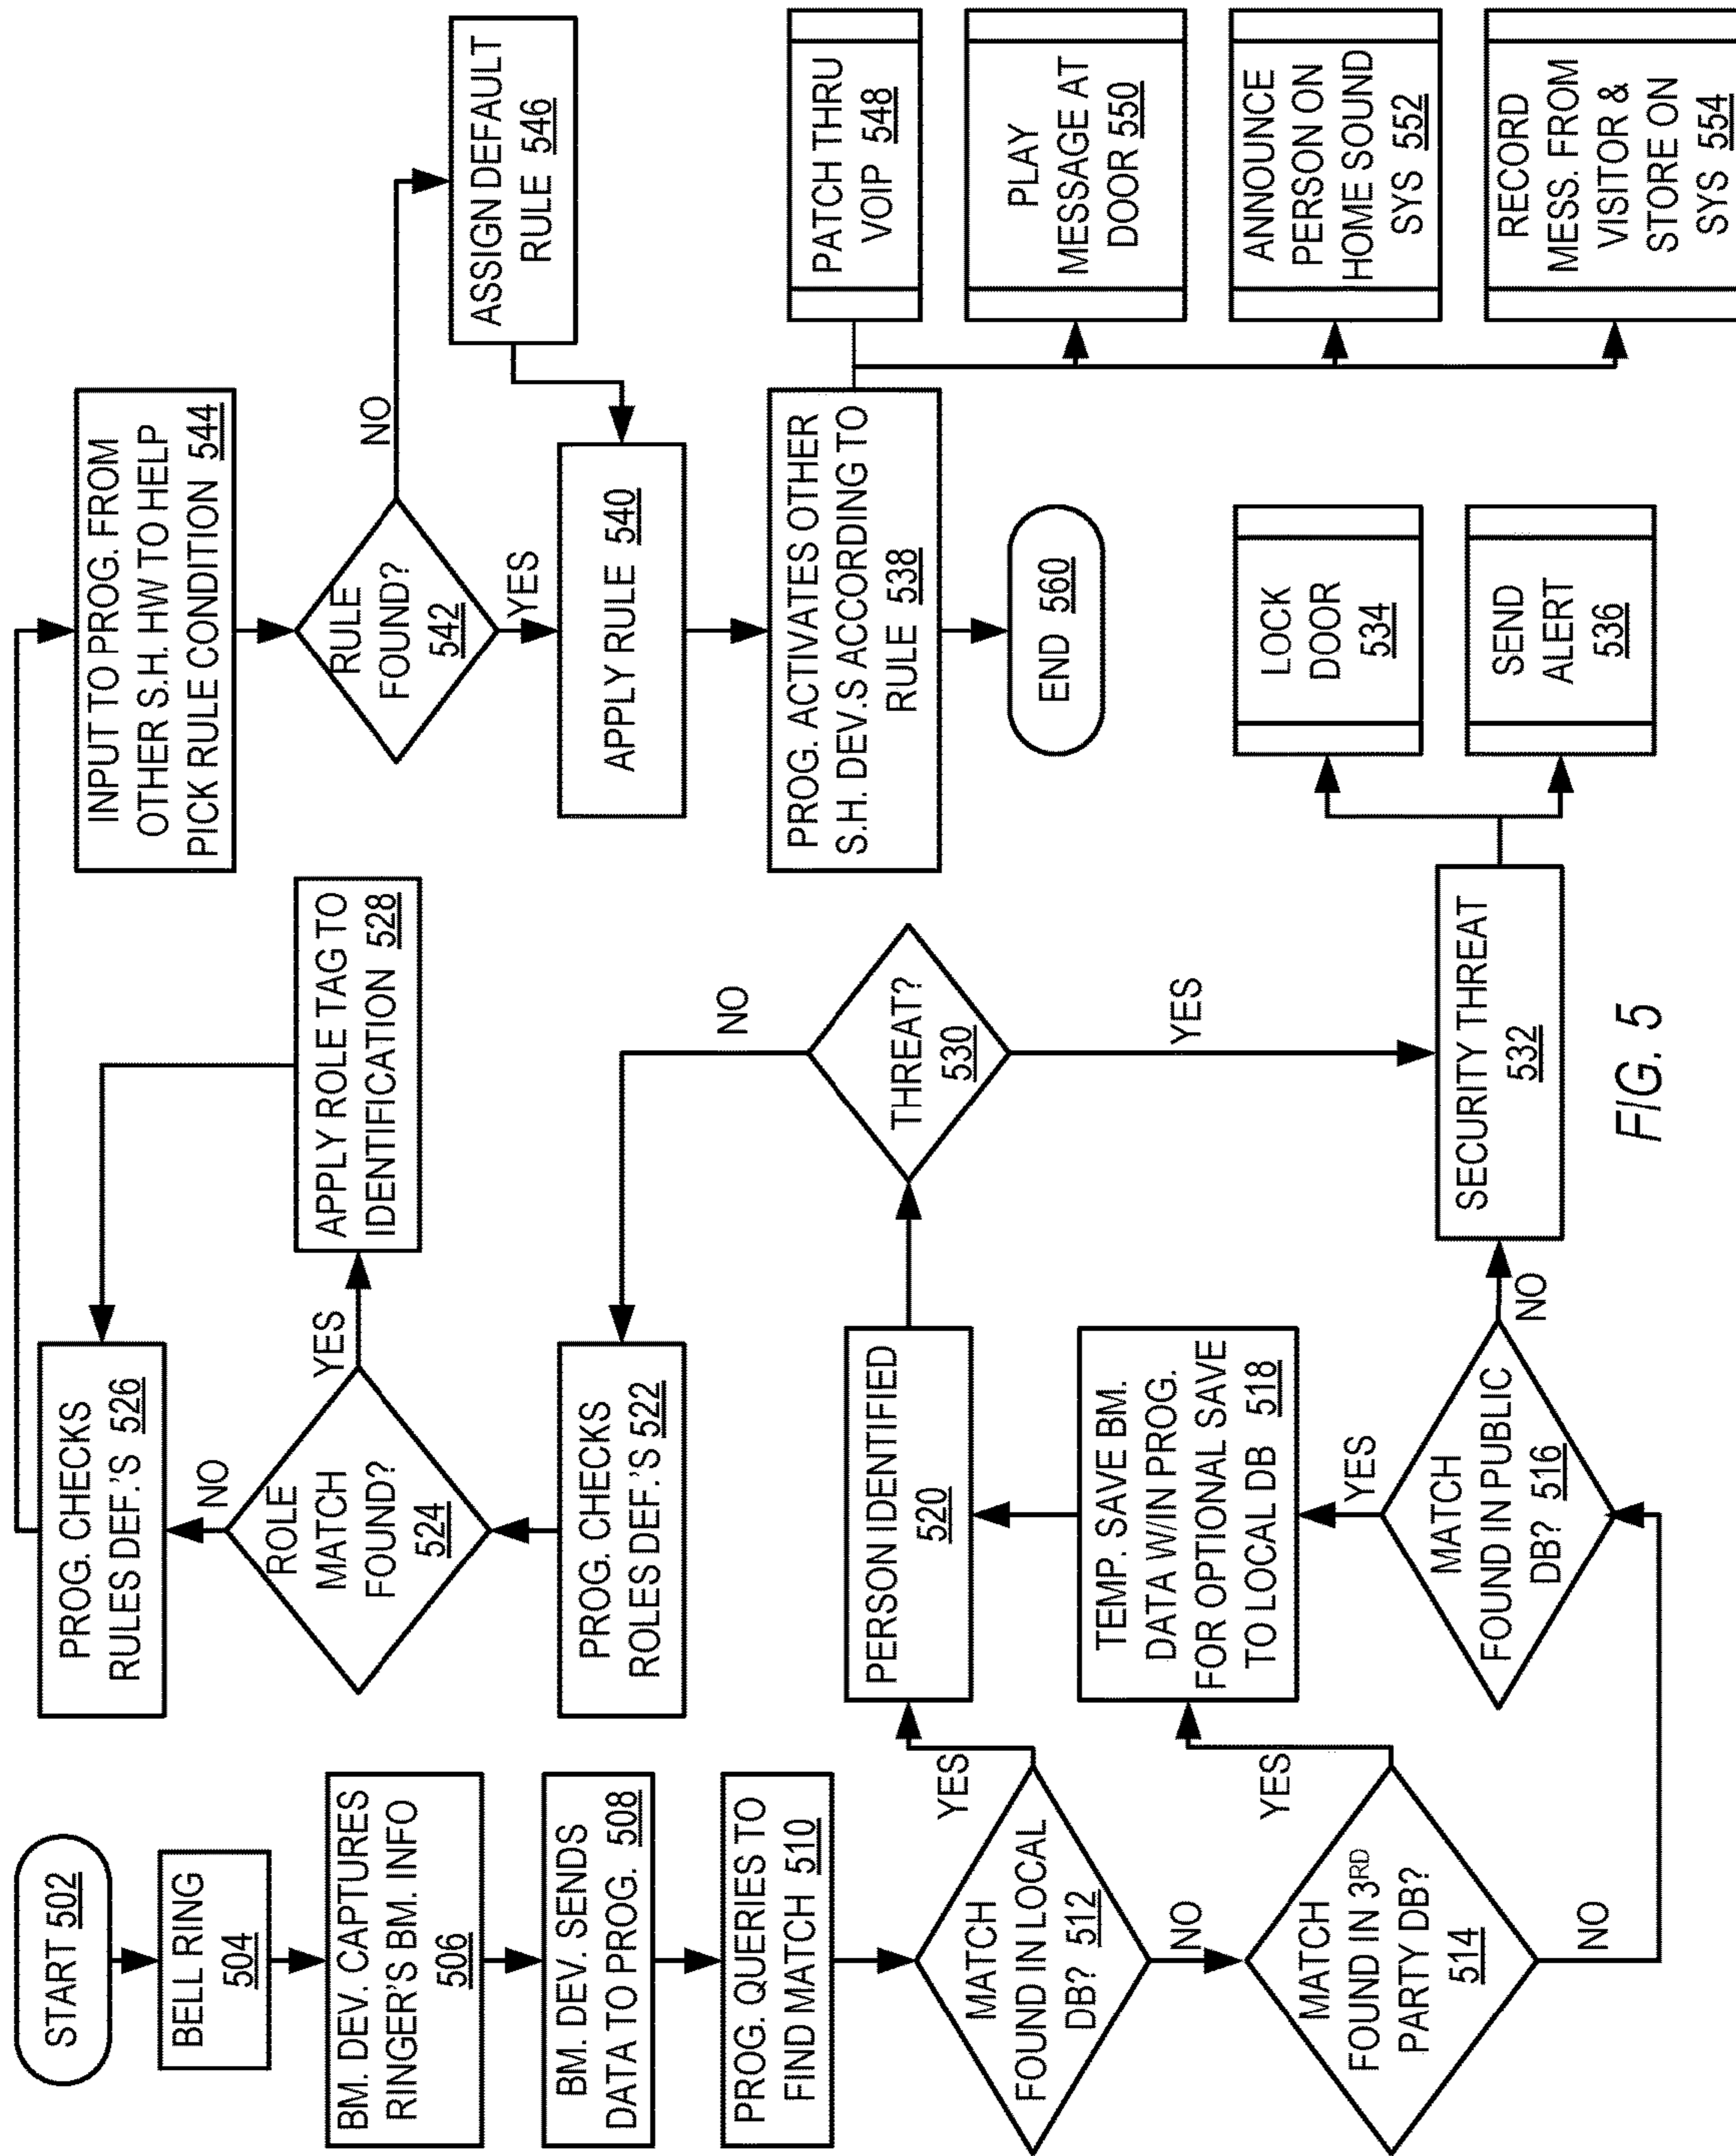 START 502
BELL RING
504
BM. DEV. CAPTURES
RINGER'S BM. INFO
506
BM. DEV. SENDS
DATA TO PROG. 508
PROG. QUERIES TO
FIND MATCH 510
MATCH
FOUND IN LOCAL
DB? 512
YES
NO
MATCH
FOUND IN 3RD
PARTY DB?
514
YES
NO
MATCH
FOUND IN PUBLIC
DB? 516
YES
NO
TEMP. SAVE BM.
DATA W/IN PROG.
FOR OPTIONAL SAVE
TO LOCAL DB 518
PERSON IDENTIFIED
520
THREAT?
530
NO
YES
PROG. CHECKS
ROLES DEF.'S 522
ROLE
MATCH
FOUND?
524
NO
YES
PROG. CHECKS
RULES DEF.'S 526
APPLY ROLE TAG TO
IDENTIFICATION 528
SECURITY THREAT
532
LOCK
DOOR
534
SEND
ALERT
536
INPUT TO PROG. FROM
OTHER S.H. HW TO HELP
PICK RULE CONDITION 544
RULE
FOUND?
542
NO
YES
ASSIGN DEFAULT
RULE 546
APPLY RULE 540
PROG. ACTIVATES OTHER
S.H. DEV.S ACCORDING TO
RULE 538
END 560
PATCH THRU
VOIP 548
PLAY
MESSAGE AT
DOOR 550
ANNOUNCE
PERSON ON
HOME SOUND
SYS 552
RECORD
MESS. FROM
VISITOR &
STORE ON
SYS 554
FIG. 5